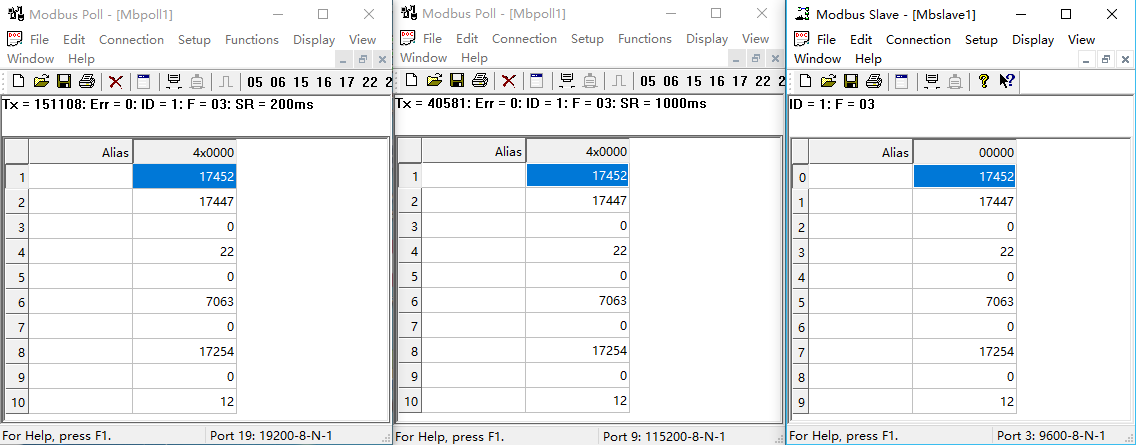 Modbus Poll - [Mbpoll1]
File Edit Connection Setup Functions Display View
Window Help
05 06 15 16 17 22 2
Tx = 151108: Err = 0: ID = 1: F = 03: SR = 200ms
Alias 4x0000
1 17452
2 17447
3 0
4 22
5 0
6 7063
7 0
8 17254
9 0
10 12
For Help, press F1. Port 19: 19200-8-N-1
Modbus Poll - [Mbpoll1]
File Edit Connection Setup Functions Display View
Window Help
05 06 15 16 17 22 2
Tx = 40581: Err = 0: ID = 1: F = 03: SR = 1000ms
Alias 4x0000
1 17452
2 17447
3 0
4 22
5 0
6 7063
7 0
8 17254
9 0
10 12
For Help, press F1. Port 9: 115200-8-N-1
Modbus Slave - [Mbslave1]
File Edit Connection Setup Display View
Window Help
ID = 1: F = 03
Alias 00000
0 17452
1 17447
2 0
3 22
4 0
5 7063
6 0
7 17254
8 0
9 12
For Help, press F1. Port 3: 9600-8-N-1